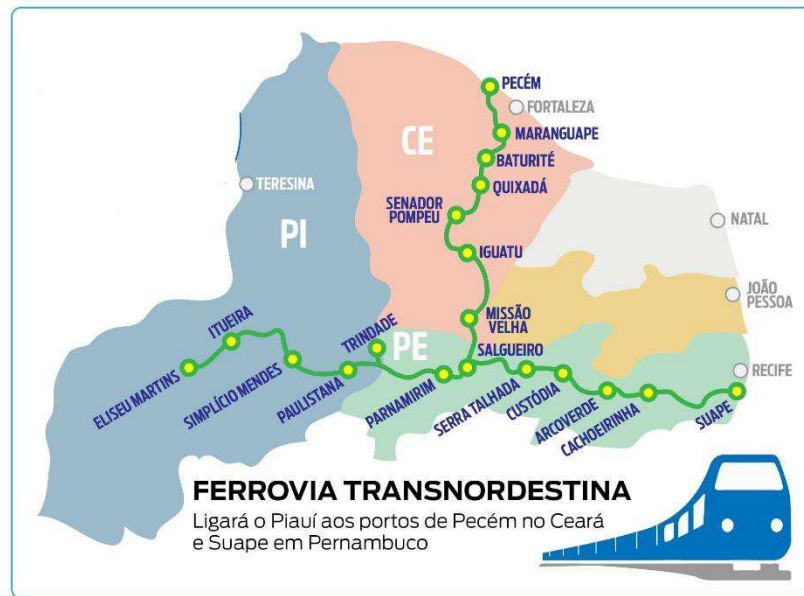 PECÉM
FORTALEZA
CE
MARANGUAPE
BATURITÉ
TERESINA
QUIXADÁ
SENADOR
POMPEU
NATAL
PI
IGUATU
JOÃO
PESSOA
MISSÃO
VELHA
ITUEIRA
TRINDADE
PE
SALGUEIRO
ELISEU MARTINS
SIMPLÍCIO MENDES
PAULISTANA
PARNAMIRIM
SERRA TALHADA
CUSTÓDIA
ARCOVERDE
CACHOEIRINHA
SUAPE
RECIFE
FERROVIA TRANSNORDESTINA
Ligará o Piauí aos portos de Pecém no Ceará
e Suape em Pernambuco